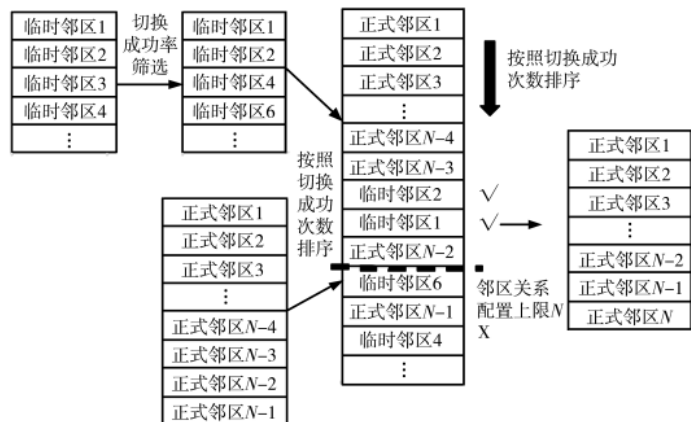 临时邻区1
临时邻区2
临时邻区3
临时邻区4
⋮
切换
成功率
筛选
临时邻区1
临时邻区2
临时邻区4
临时邻区6
⋮
正式邻区1
正式邻区2
正式邻区3
⋮
正式邻区N-4
正式邻区N-3
正式邻区N-2
正式邻区N-1
按照
切换
成功
次数
排序
正式邻区1
正式邻区2
正式邻区3
⋮
正式邻区N-4
正式邻区N-3
临时邻区2
临时邻区1
正式邻区N-2
临时邻区6
正式邻区N-1
临时邻区4
⋮
按照切换成功
次数排序
√
√
邻区关系
配置上限N
X
正式邻区1
正式邻区2
正式邻区3
⋮
正式邻区N-2
正式邻区N-1
正式邻区N